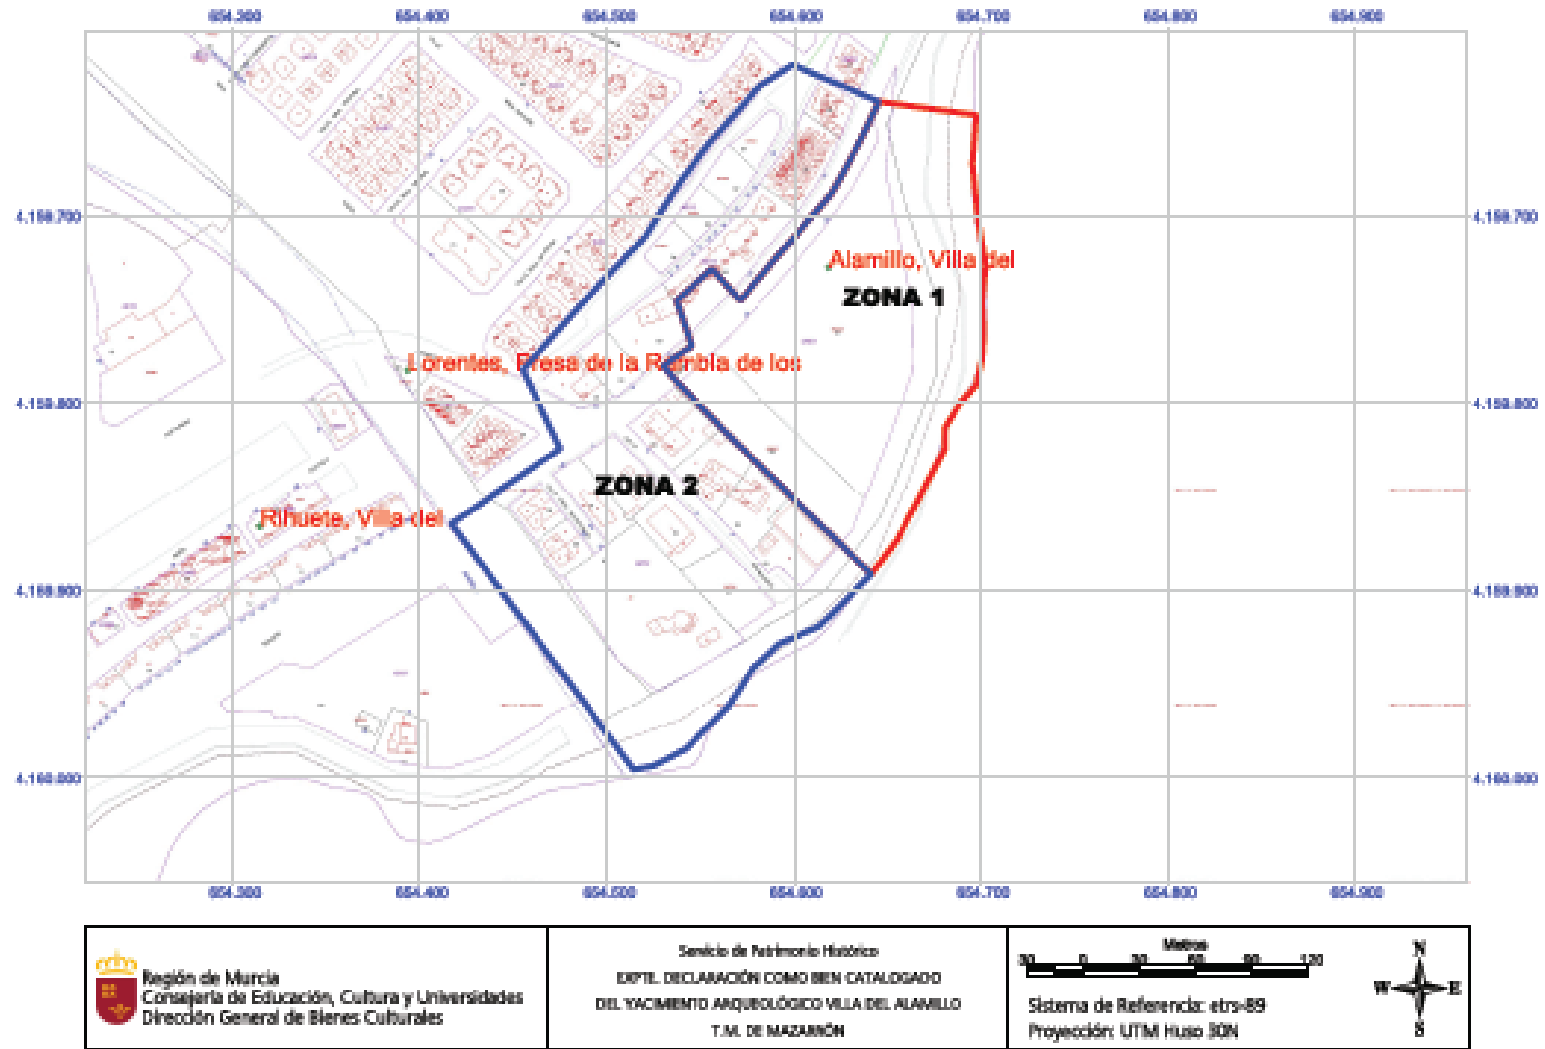 654.300 654.400 654.500 654.600 654.700 654.800 654.900
4.159.700 4.159.700
Alamillo, Villa del
ZONA 1
Lorentes, Presa de la Rambla de los
4.159.800 4.159.800
ZONA 2
Rihuete, Villa del
4.159.900 4.159.900
4.160.000 4.160.000
654.300 654.400 654.500 654.600 654.700 654.800 654.900
Región de Murcia
Consejería de Educación, Cultura y Universidades
Dirección General de Bienes Culturales
Servicio de Patrimonio Histórico
EXPTE. DECLARACIÓN COMO BIEN CATALOGADO
DEL YACIMIENTO ARQUEOLÓGICO VILLA DEL ALAMILLO
T.M. DE MAZARRÓN
Metros
30 0 30 60 90 120
Sistema de Referencia: etrs-89
Proyección: UTM Huso 30N
N
W E
S